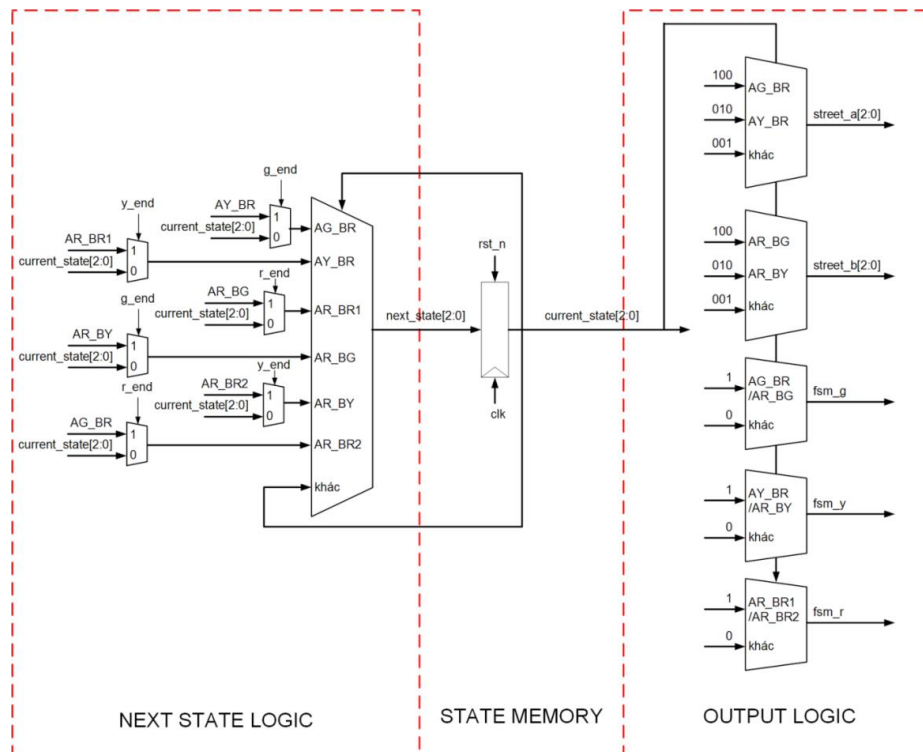 g_end
AY_BR
1
current_state[2:0]
0
AG_BR
y_end
AR_BR1
1
current_state[2:0]
0
AY_BR
r_end
AR_BG
1
current_state[2:0]
0
AR_BR1
g_end
AR_BY
1
current_state[2:0]
0
AR_BG
y_end
AR_BR2
1
current_state[2:0]
0
AR_BY
r_end
AG_BR
1
current_state[2:0]
0
AR_BR2
khác
next_state[2:0]
rst_n
clk
current_state[2:0]
100
AG_BR
010
AY_BR
street_a[2:0]
001
khác
100
AR_BG
010
AR_BY
street_b[2:0]
001
khác
1
AG_BR
/AR_BG
fsm_g
0
khác
1
AY_BR
/AR_BY
fsm_y
0
khác
1
AR_BR1
/AR_BR2
fsm_r
0
khác
NEXT STATE LOGIC
STATE MEMORY
OUTPUT LOGIC